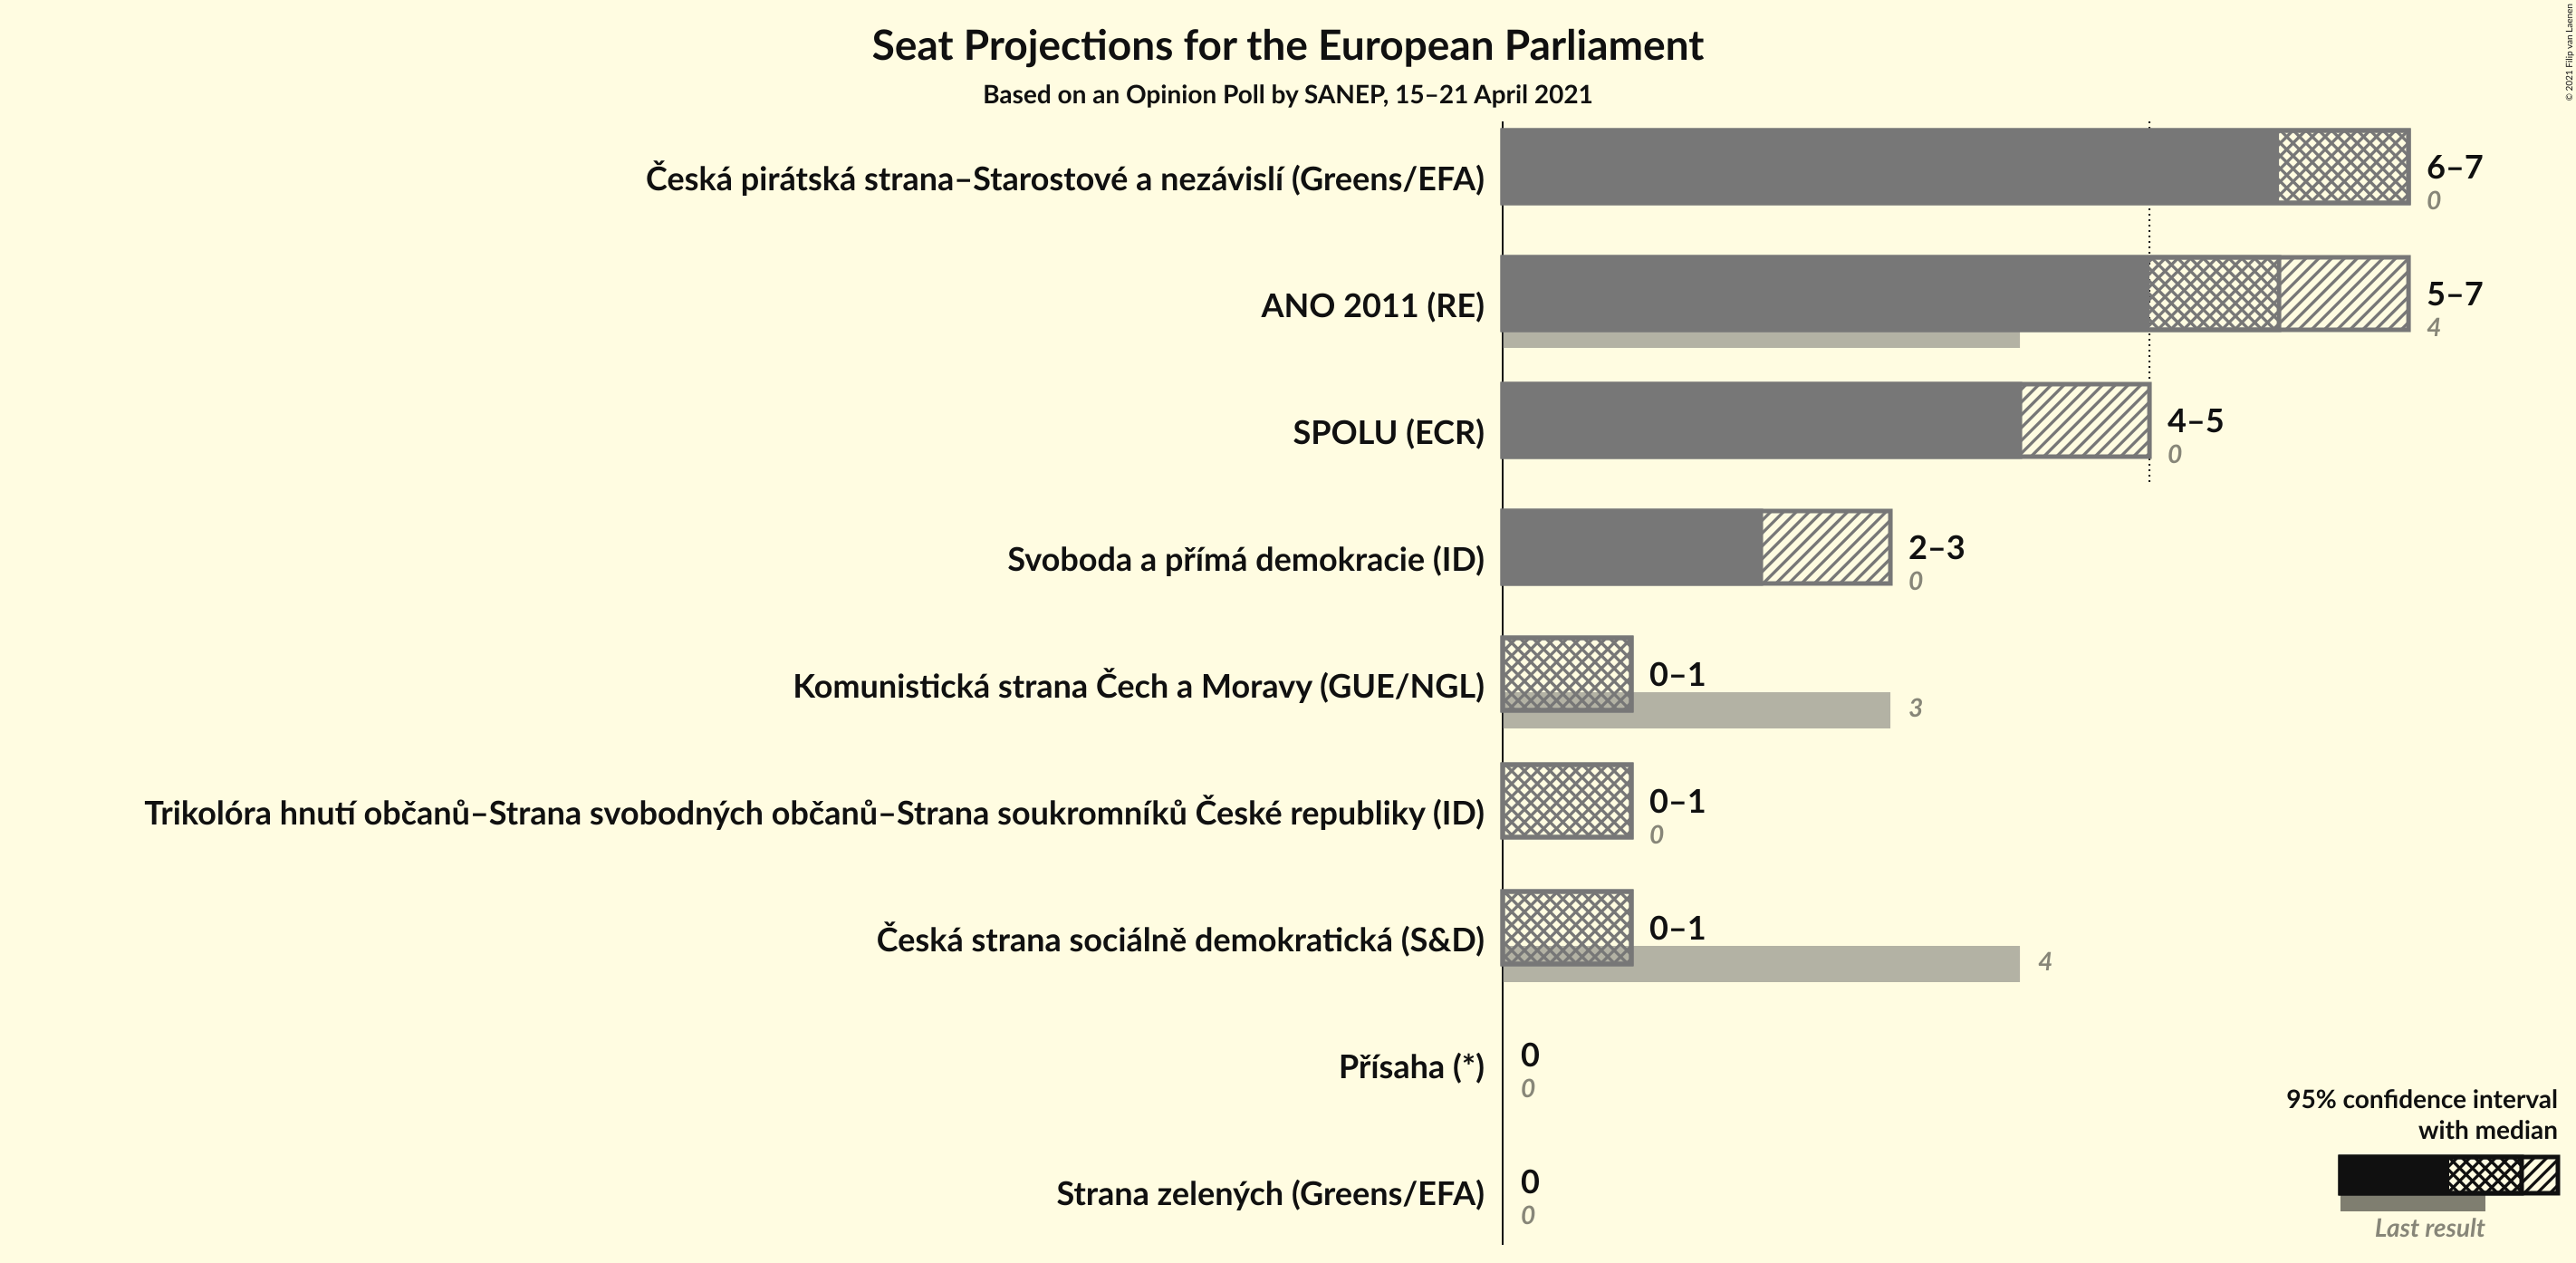 Seat Projections for the European Parliament
Based on an Opinion Poll by SANEP, 15–21 April 2021
© 2021 Filip van Laenen
Česká pirátská strana–Starostové a nezávislí (Greens/EFA)
6–7
0
ANO 2011 (RE)
5–7
4
SPOLU (ECR)
4–5
0
Svoboda a přímá demokracie (ID)
2–3
0
Komunistická strana Čech a Moravy (GUE/NGL)
0–1
3
Trikolóra hnutí občanů–Strana svobodných občanů–Strana soukromníků České republiky (ID)
0–1
0
Česká strana sociálně demokratická (S&D)
0–1
4
Přísaha (*)
0
0
Strana zelených (Greens/EFA)
0
0
95% confidence interval
with median
Last result